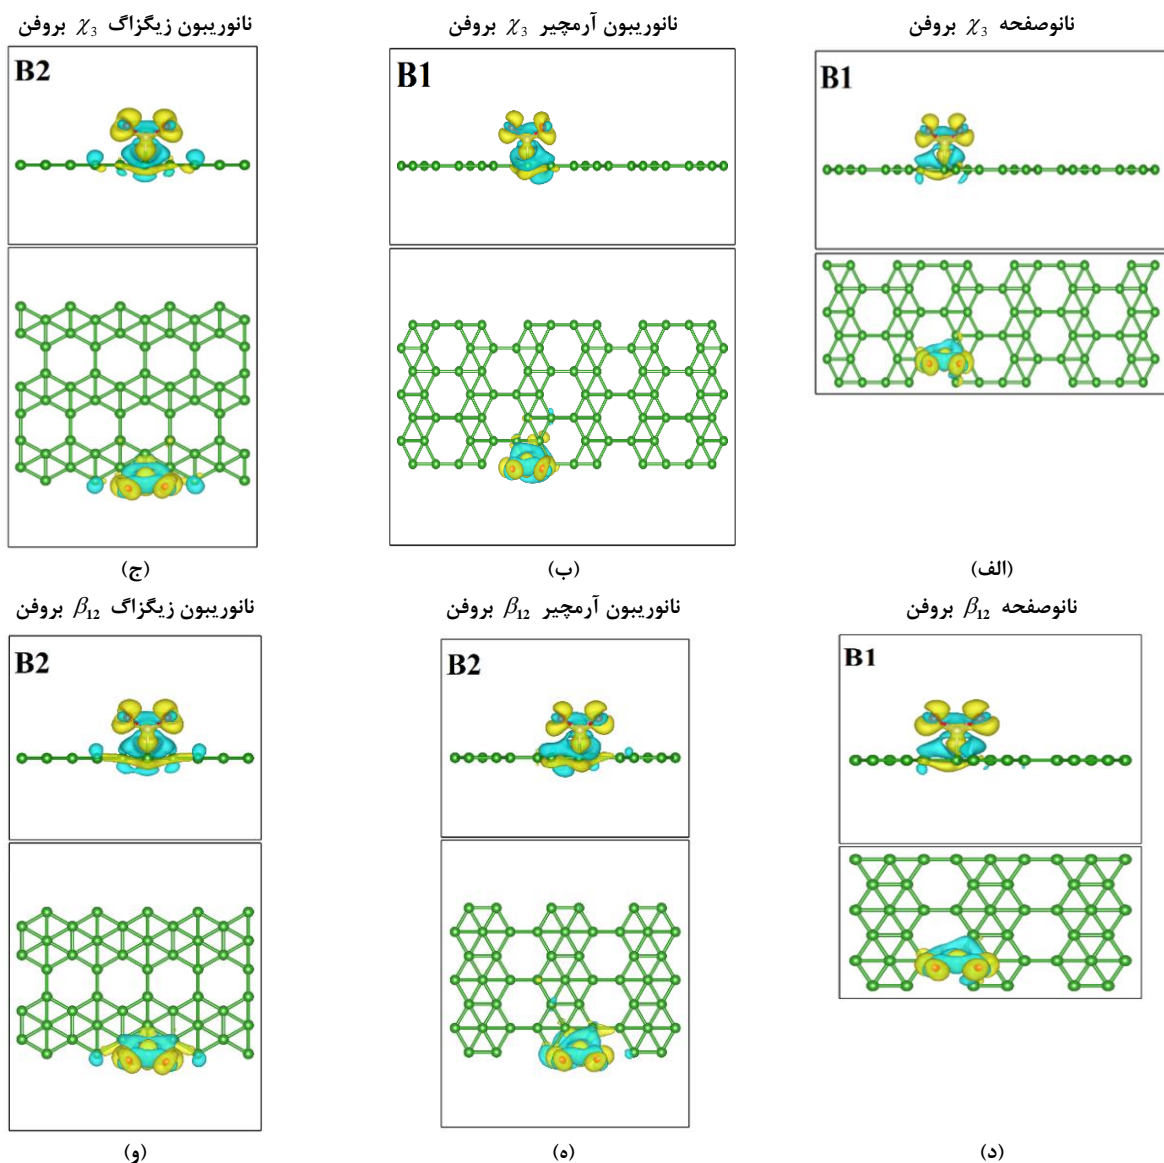 نانوصفحه χ3 بروفن
نانوریبون آرمچیر χ3 بروفن
نانوریبون زیگزاگ χ3 بروفن
B1
B1
B2
(الف)
(ب)
(ج)
نانوصفحه β12 بروفن
نانوریبون آرمچیر β12 بروفن
نانوریبون زیگزاگ β12 بروفن
B1
B2
B2
(د)
(ه)
(و)